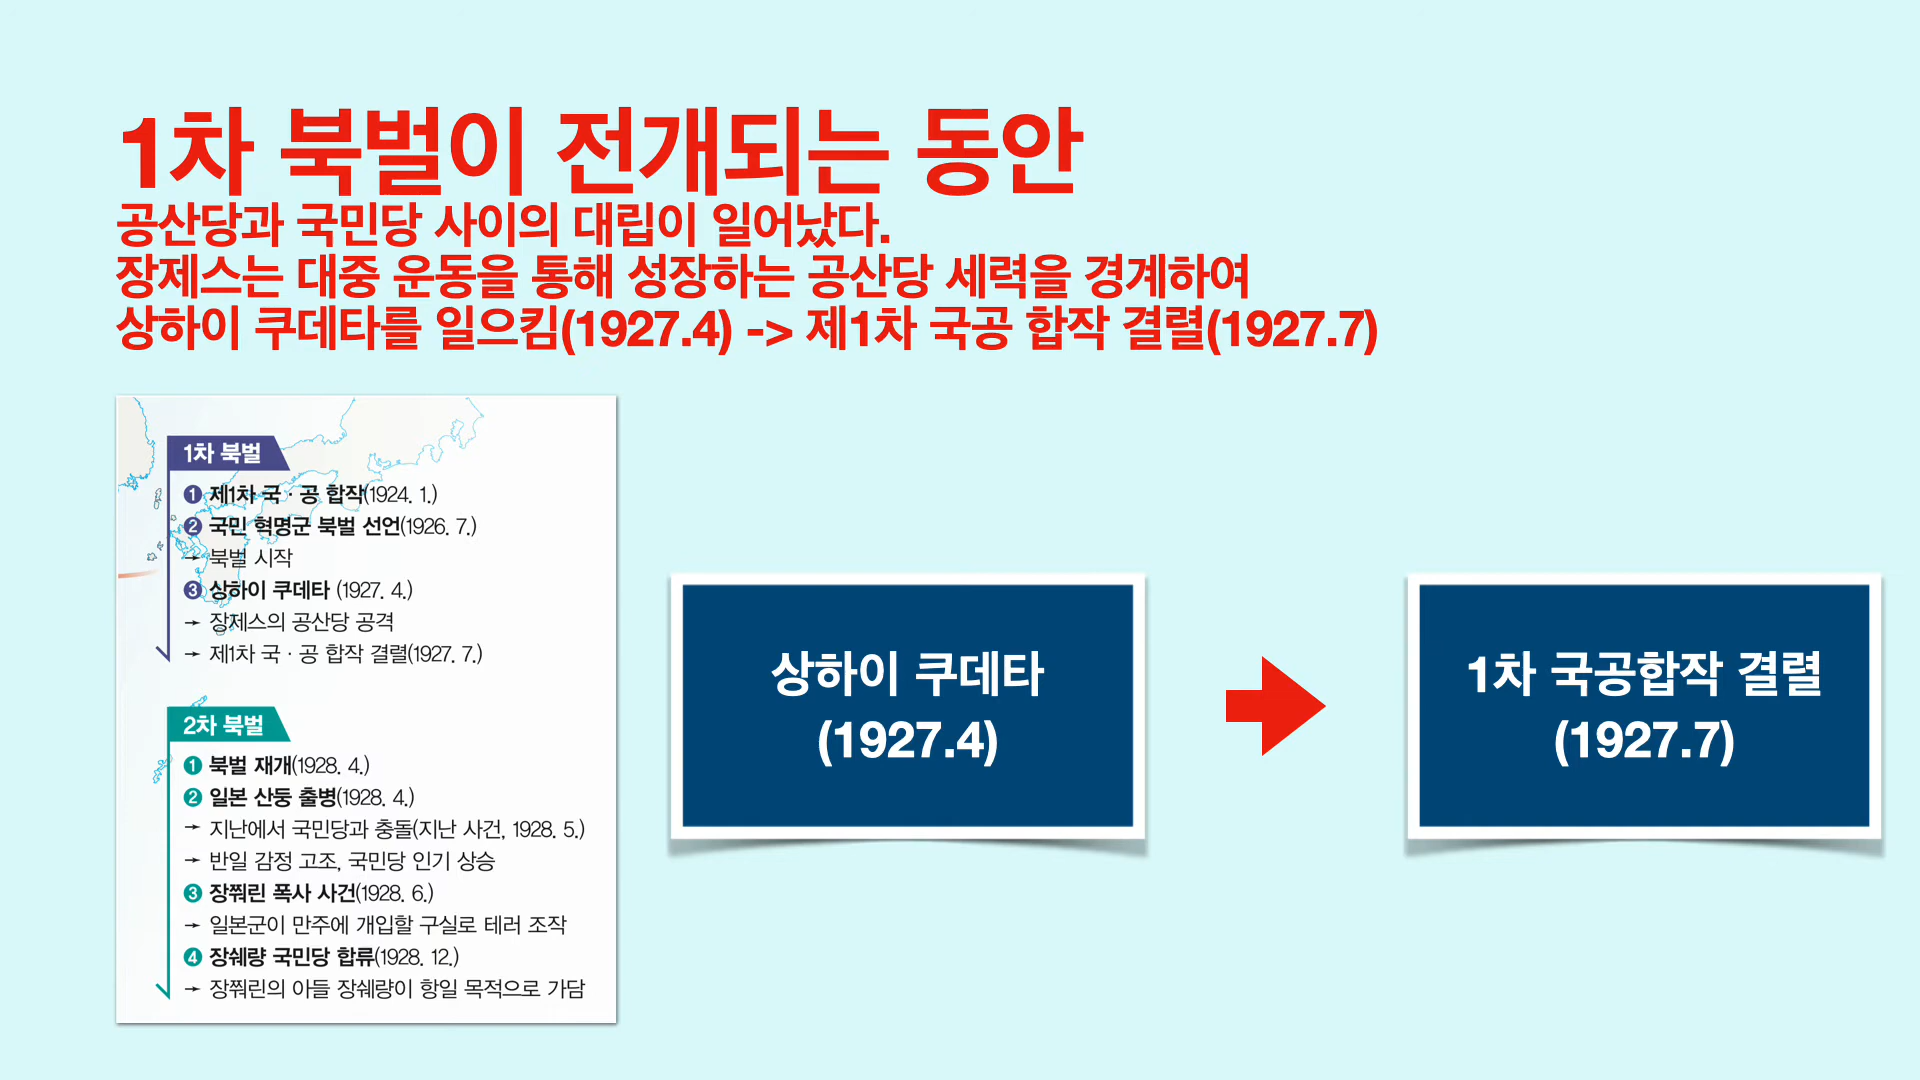 1차 북벌이 전개되는 동안
공산당과 국민당 사이의 대립이 일어났다.
장제스는 대중 운동을 통해 성장하는 공산당 세력을 경계하여
상하이 쿠데타를 일으킴(1927.4) -> 제1차 국공 합작 결렬(1927.7)
1차 북벌
❶ 제1차 국·공 합작(1924. 1.)
❷ 국민 혁명군 북벌 선언(1926. 7.)
→ 북벌 시작
❸ 상하이 쿠데타 (1927. 4.)
→ 장제스의 공산당 공격
→ 제1차 국·공 합작 결렬(1927. 7.)
2차 북벌
❶ 북벌 재개(1928. 4.)
❷ 일본 산둥 출병(1928. 4.)
→ 지난에서 국민당과 충돌(지난 사건, 1928. 5.)
→ 반일 감정 고조, 국민당 인기 상승
❸ 장쭤린 폭사 사건(1928. 6.)
→ 일본군이 만주에 개입할 구실로 테러 조작
❹ 장쉐량 국민당 합류(1928. 12.)
→ 장쭤린의 아들 장쉐량이 항일 목적으로 가담
상하이 쿠데타
(1927.4)
1차 국공합작 결렬
(1927.7)